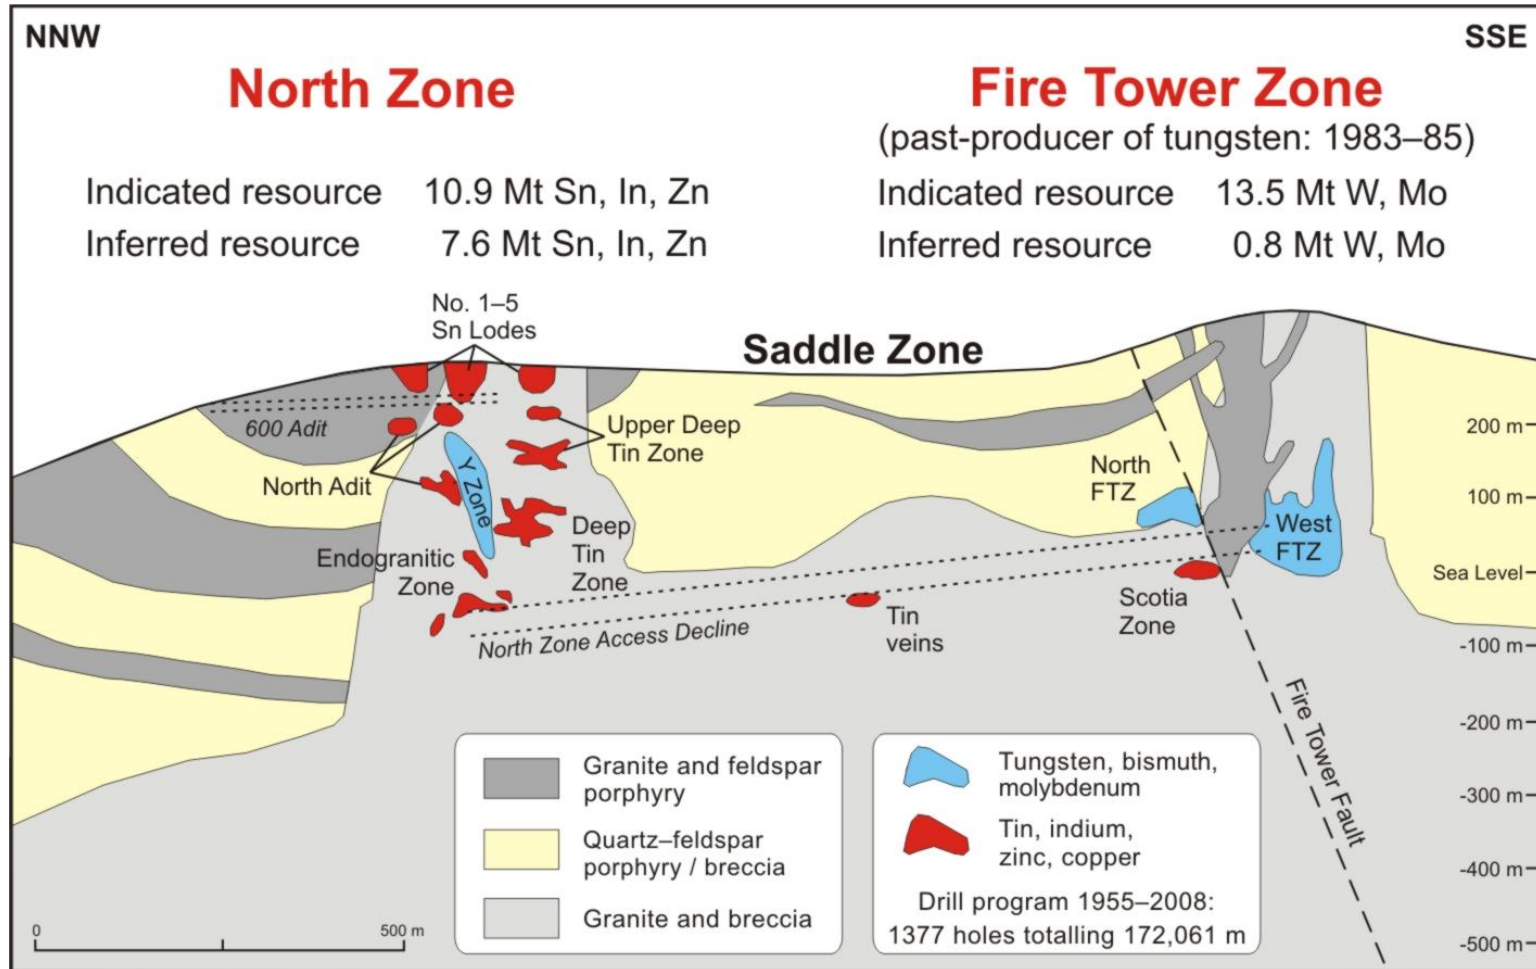 NNW
SSE
North Zone
Fire Tower Zone
(past-producer of tungsten: 1983–85)
Indicated resource 10.9 Mt Sn, In, Zn
Inferred resource 7.6 Mt Sn, In, Zn
Indicated resource 13.5 Mt W, Mo
Inferred resource 0.8 Mt W, Mo
No. 1–5
Sn Lodes
Saddle Zone
600 Adit
North Adit
Y Zone
Upper Deep
Tin Zone
Endogranitic
Zone
Deep
Tin
Zone
North Zone Access Decline
Tin
veins
North
FTZ
West
FTZ
Scotia
Zone
Fire Tower Fault
200 m
100 m
Sea Level
-100 m
-200 m
-300 m
-400 m
-500 m
Granite and feldspar
porphyry
Quartz–feldspar
porphyry / breccia
Granite and breccia
Tungsten, bismuth,
molybdenum
Tin, indium,
zinc, copper
Drill program 1955–2008:
1377 holes totalling 172,061 m
0 500 m